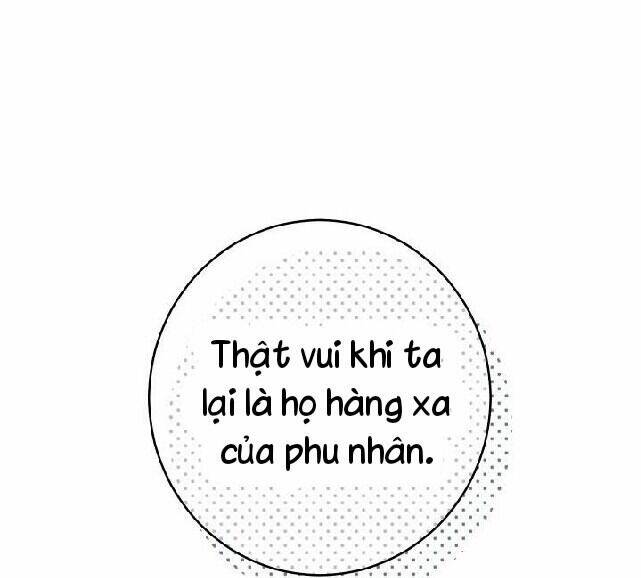 Thật vui khi ta
lại là họ hàng xa
của phu nhân.